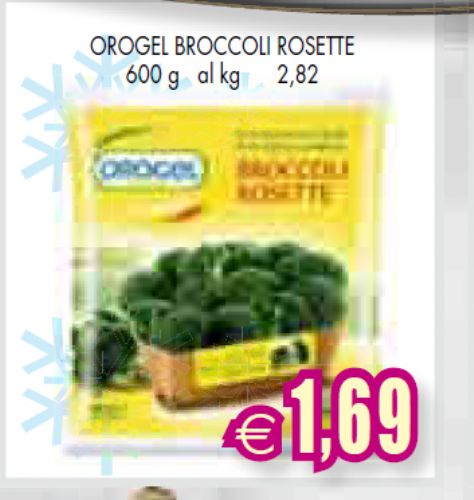 OROGEL BROCCOLI ROSETTE
600 g al kg 2,82
OROGEL
BROCCOLI
ROSETTE
€1,69